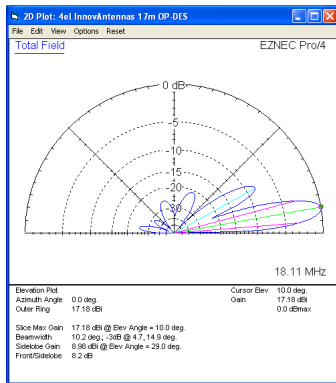 2D Plot: 4el InnovAntennas 17m OP-DES
File Edit View Options Reset
Total Field EZNEC Pro/4
0 dB
-5
-10
-15
-20
-30
18.11 MHz
Elevation Plot Cursor Elev 10.0 deg.
Azimuth Angle 0.0 deg. Gain 17.18 dBi
Outer Ring 17.18 dBi 0.0 dBmax
Slice Max Gain 17.18 dBi @ Elev Angle = 10.0 deg.
Beamwidth 10.2 deg.; -3dB @ 4.7, 14.9 deg.
Sidelobe Gain 8.98 dBi @ Elev Angle = 29.0 deg.
Front/Sidelobe 8.2 dB